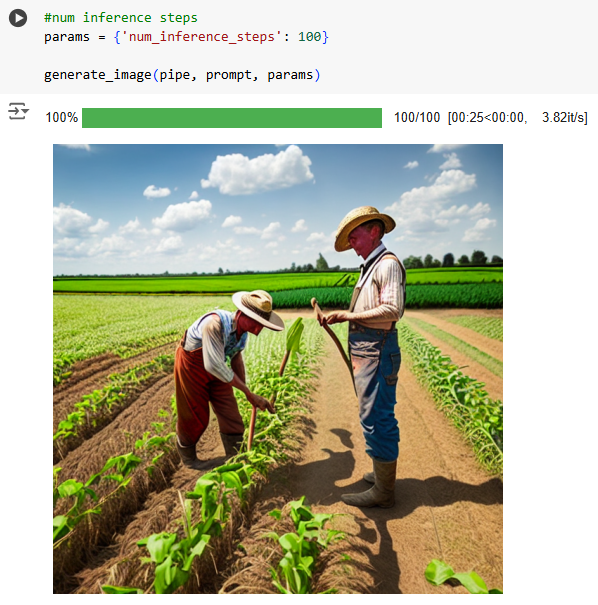 #num inference steps
params = {'num_inference_steps': 100}
generate_image(pipe, prompt, params)
100% 100/100 [00:25<00:00, 3.82it/s]